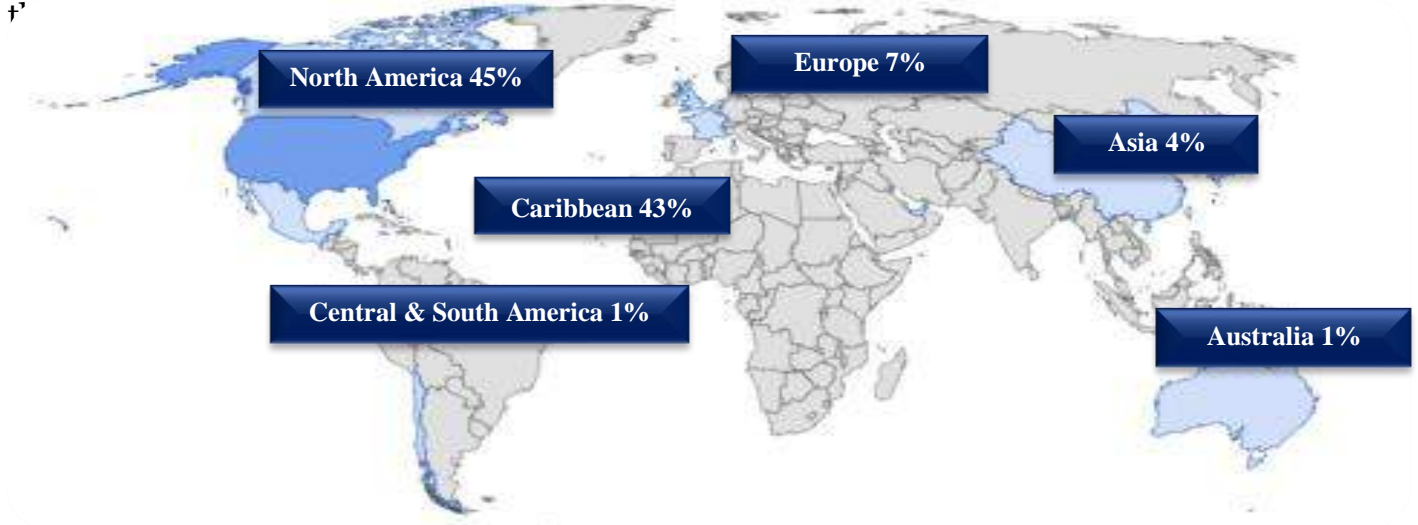 North America 45%
Europe 7%
Asia 4%
Caribbean 43%
Central & South America 1%
Australia 1%